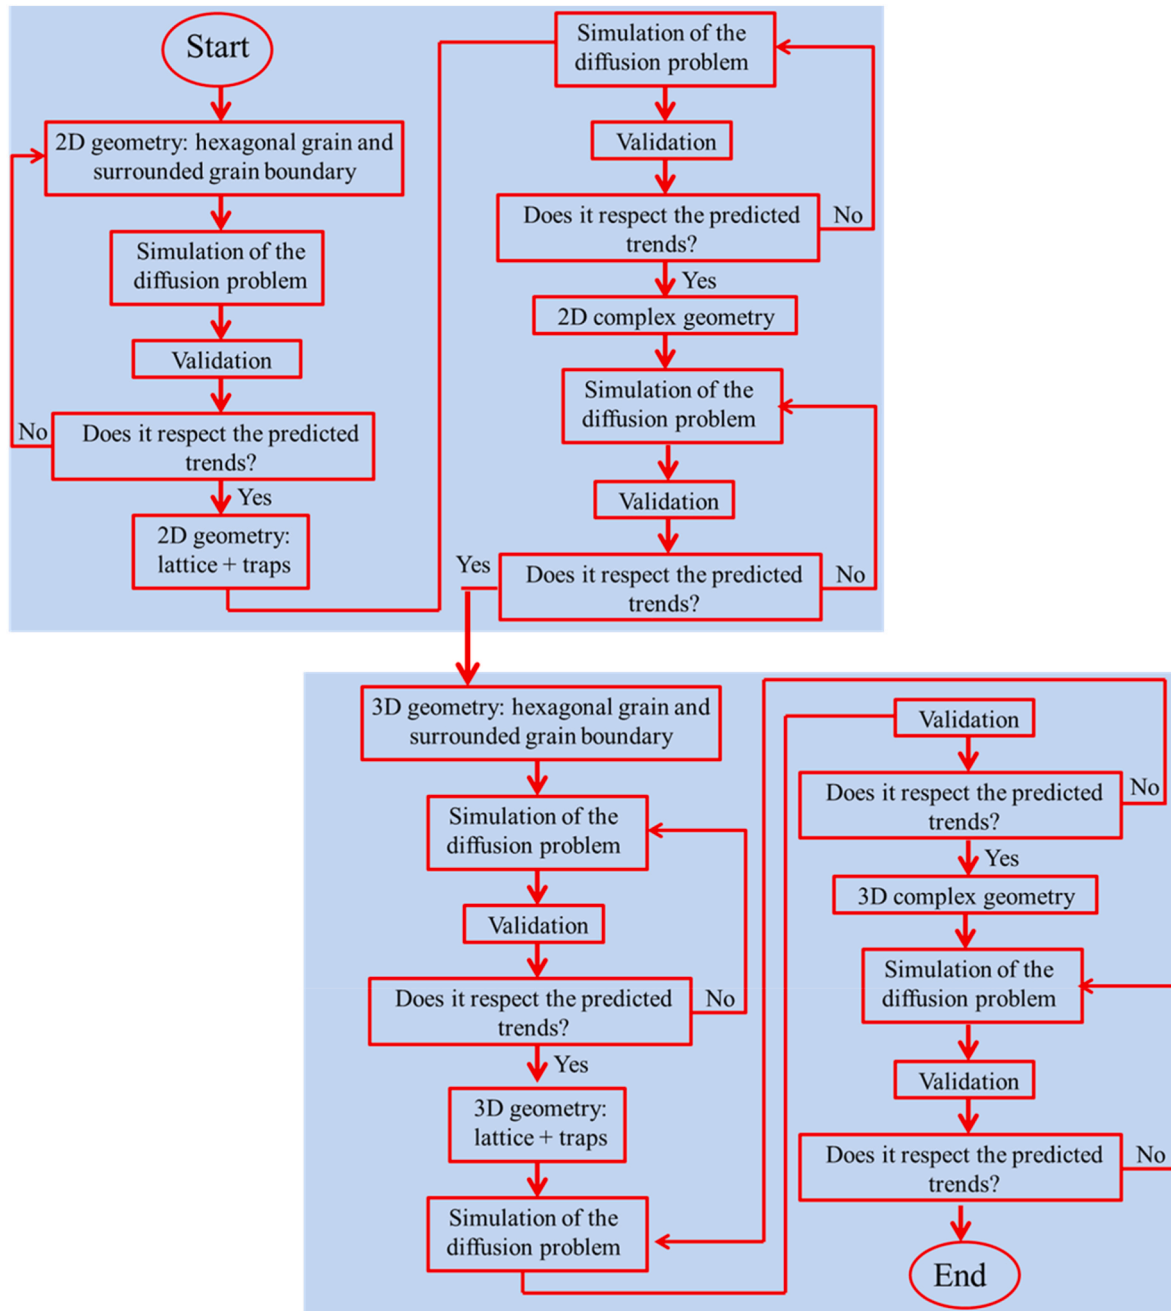 Start
2D geometry: hexagonal grain and
surrounded grain boundary
Simulation of the
diffusion problem
Validation
Does it respect the predicted
trends?
No
Yes
2D geometry:
lattice + traps
Simulation of the
diffusion problem
Validation
Does it respect the predicted
trends?
No
Yes
2D complex geometry
Simulation of the
diffusion problem
Validation
Does it respect the predicted
trends?
No
Yes
3D geometry: hexagonal grain and
surrounded grain boundary
Simulation of the
diffusion problem
Validation
Does it respect the predicted
trends?
No
Yes
3D geometry:
lattice + traps
Simulation of the
diffusion problem
Validation
Does it respect the predicted
trends?
No
Yes
3D complex geometry
Simulation of the
diffusion problem
Validation
Does it respect the predicted
trends?
No
End